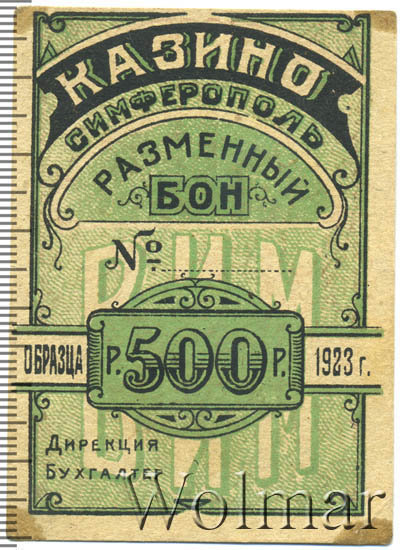 КАЗИНО
СИМФЕРОПОЛЬ
РАЗМЕННЫЙ
БОН
№
ОБРАЗЦА Р. 500 Р. 1923 г.
ДИРЕКЦИЯ
БУХГАЛТЕР
Wolmar